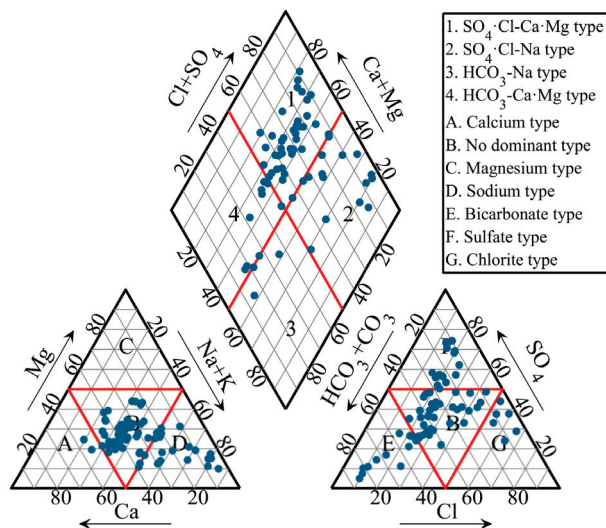 1. SO4·Cl-Ca·Mg type
2. SO4·Cl-Na type
3. HCO3-Na type
4. HCO3-Ca·Mg type
A. Calcium type
B. No dominant type
C. Magnesium type
D. Sodium type
E. Bicarbonate type
F. Sulfate type
G. Chlorite type
Cl+SO4
Ca+Mg
80 80
60 60
40 40
20 20
1
4 2
3
20 20
40 40
60 60
80 80
Mg
Na+K
80 20
60 40
40 60
20 80
C
A B D
80 60 40 20
Ca
HCO3+CO3
SO4
20 80
40 60
60 40
80 20
E B G
20 40 60 80
Cl